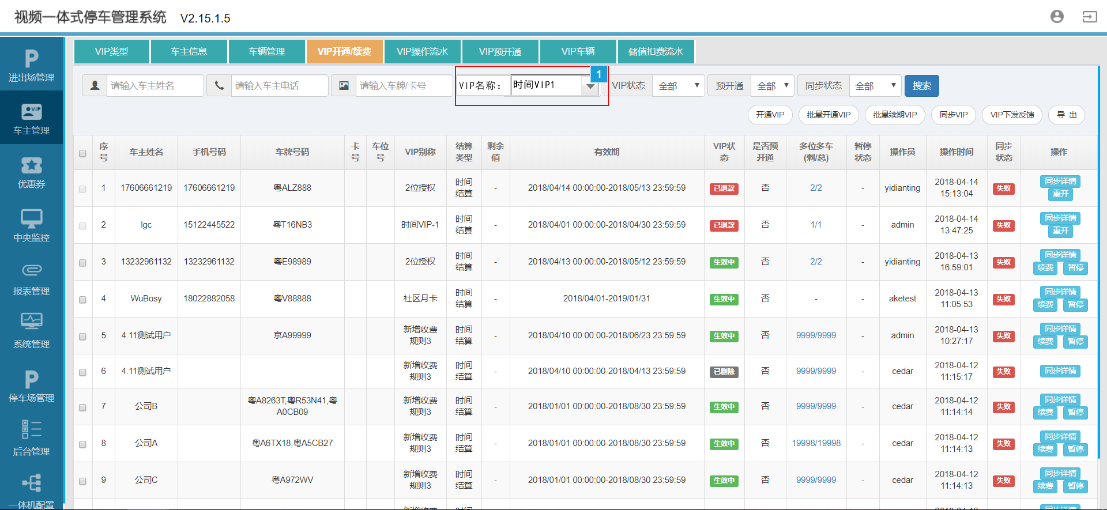 视频一体式停车管理系统 V2.15.1.5
进出场管理
车主管理
优惠券
中央监控
报表管理
系统管理
停车场管理
后台管理
一体机配置
VIP类型 车主信息 车辆管理 VIP开通/续费 VIP操作流水 VIP预开通 VIP车辆 储值扣费流水
请输入车主姓名 请输入车主电话 请输入车牌/卡号 VIP名称： 时间VIP1 1 VIP状态 全部 预开通 全部 同步状态 全部 搜索
开通VIP 批量开通VIP 批量续期VIP 同步VIP VIP下发反馈 导 出
序号 车主姓名 手机号码 车牌号码 卡号 车位号 VIP别称 结算类型 剩余值 有效期 VIP状态 是否预开通 多位多车(剩/总) 暂停状态 操作员 操作时间 同步状态 操作
1 17606661219 17606661219 粤ALZ888 2位授权 时间结算 - 2018/04/14 00:00:00-2018/05/13 23:59:59 已退款 否 2/2 - yidianting 2018-04-14 15:13:04 失败 同步详情 重开
2 lgc 15122445522 粤T16NB3 时间VIP-1 时间结算 - 2018/04/01 00:00:00-2018/04/30 23:59:59 已退款 否 1/1 - admin 2018-04-14 13:47:25 失败 同步详情 重开
3 13232961132 13232961132 粤E98989 2位授权 时间结算 - 2018/04/13 00:00:00-2018/05/12 23:59:59 生效中 否 2/2 - yidianting 2018-04-13 16:59:01 失败 同步详情 续费 暂停
4 WuBosy 18022882058 粤V88888 社区月卡 时间结算 - 2018/04/01-2019/01/31 生效中 否 - - aketest 2018-04-13 11:05:53 失败 同步详情 续费 暂停
5 4.11测试用户 京A99999 新增收费规则3 时间结算 - 2018/04/10 00:00:00-2018/06/23 23:59:59 生效中 否 9999/9999 - admin 2018-04-13 10:27:17 失败 同步详情 续费 暂停
6 4.11测试用户 新增收费规则3 时间结算 - 2018/04/10 00:00:00-2018/04/13 23:59:59 已删除 否 9999/9999 - cedar 2018-04-12 11:15:17 失败 同步详情
7 公司B 粤A8263T,粤R53N41,粤A0CB09 新增收费规则3 时间结算 - 2018/01/01 00:00:00-2018/08/30 23:59:59 生效中 否 9999/9999 - cedar 2018-04-12 11:14:14 失败 同步详情 续费 暂停
8 公司A 粤A6TX18,粤A5CB27 新增收费规则3 时间结算 - 2018/01/01 00:00:00-2018/08/30 23:59:59 生效中 否 19998/19998 - cedar 2018-04-12 11:14:13 失败 同步详情 续费 暂停
9 公司C 粤A972WV 新增收费规则3 时间结算 - 2018/01/01 00:00:00-2018/08/30 23:59:59 生效中 否 9999/9999 - cedar 2018-04-12 11:14:13 失败 同步详情 续费 暂停